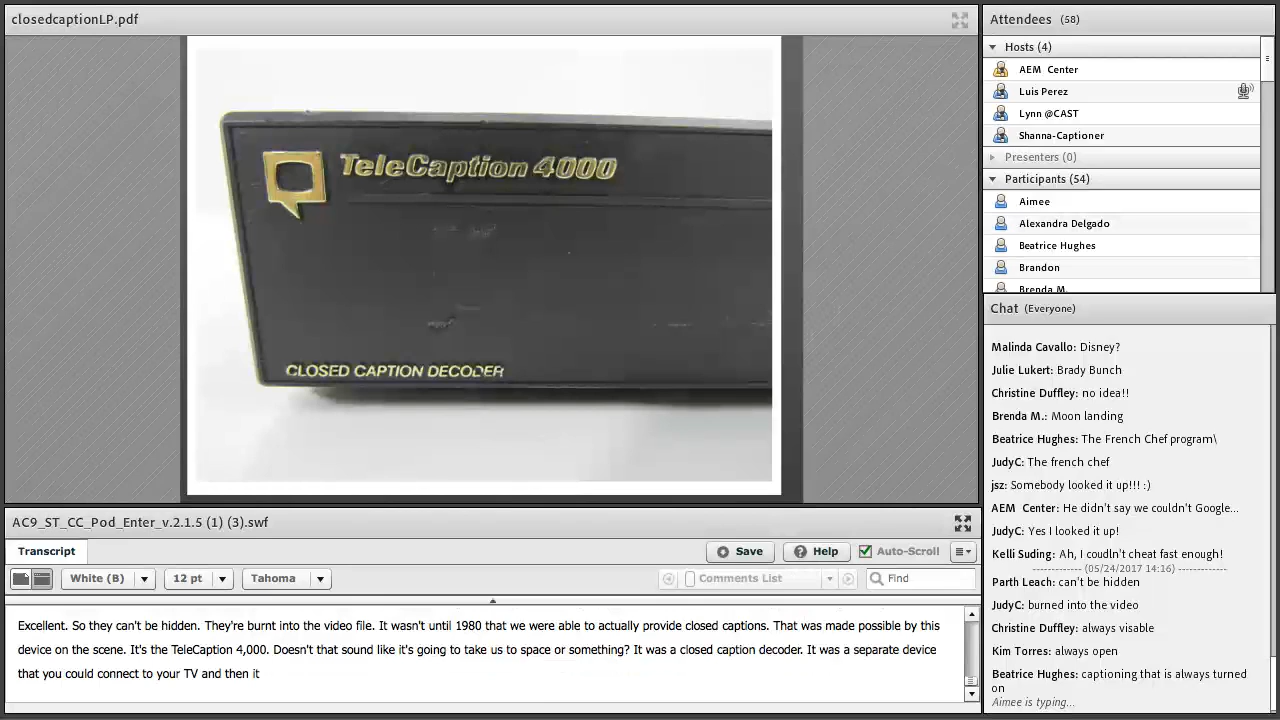 closedcaptionLP.pdf
TeleCaption 4000
CLOSED CAPTION DECODER
AC9_ST_CC_Pod_Enter_v.2.1.5 (1) (3).swf
Transcript
Save
Help
Auto-Scroll
White (B)
12 pt
Tahoma
Comments List
Find
Excellent. So they can't be hidden. They're burnt into the video file. It wasn't until 1980 that we were able to actually provide closed captions. That was made possible by this
device on the scene. It's the TeleCaption 4,000. Doesn't that sound like it's going to take us to space or something? It was a closed caption decoder. It was a separate device
that you could connect to your TV and then it
Attendees (58)
Hosts (4)
AEM Center
Luis Perez
Lynn @CAST
Shanna-Captioner
Presenters (0)
Participants (54)
Aimee
Alexandra Delgado
Beatrice Hughes
Brandon
Brenda M.
Chat (Everyone)
Malinda Cavallo: Disney?
Julie Lukert: Brady Bunch
Christine Duffley: no idea!!
Brenda M.: Moon landing
Beatrice Hughes: The French Chef program\
JudyC: The french chef
jsz: Somebody looked it up!!! :)
AEM Center: He didn't say we couldn't Google...
JudyC: Yes I looked it up!
Kelli Suding: Ah, I coudln't cheat fast enough!
------------- (05/24/2017 14:16) -------------
Parth Leach: can't be hidden
JudyC: burned into the video
Christine Duffley: always visable
Kim Torres: always open
Beatrice Hughes: captioning that is always turned
on
Aimee is typing...